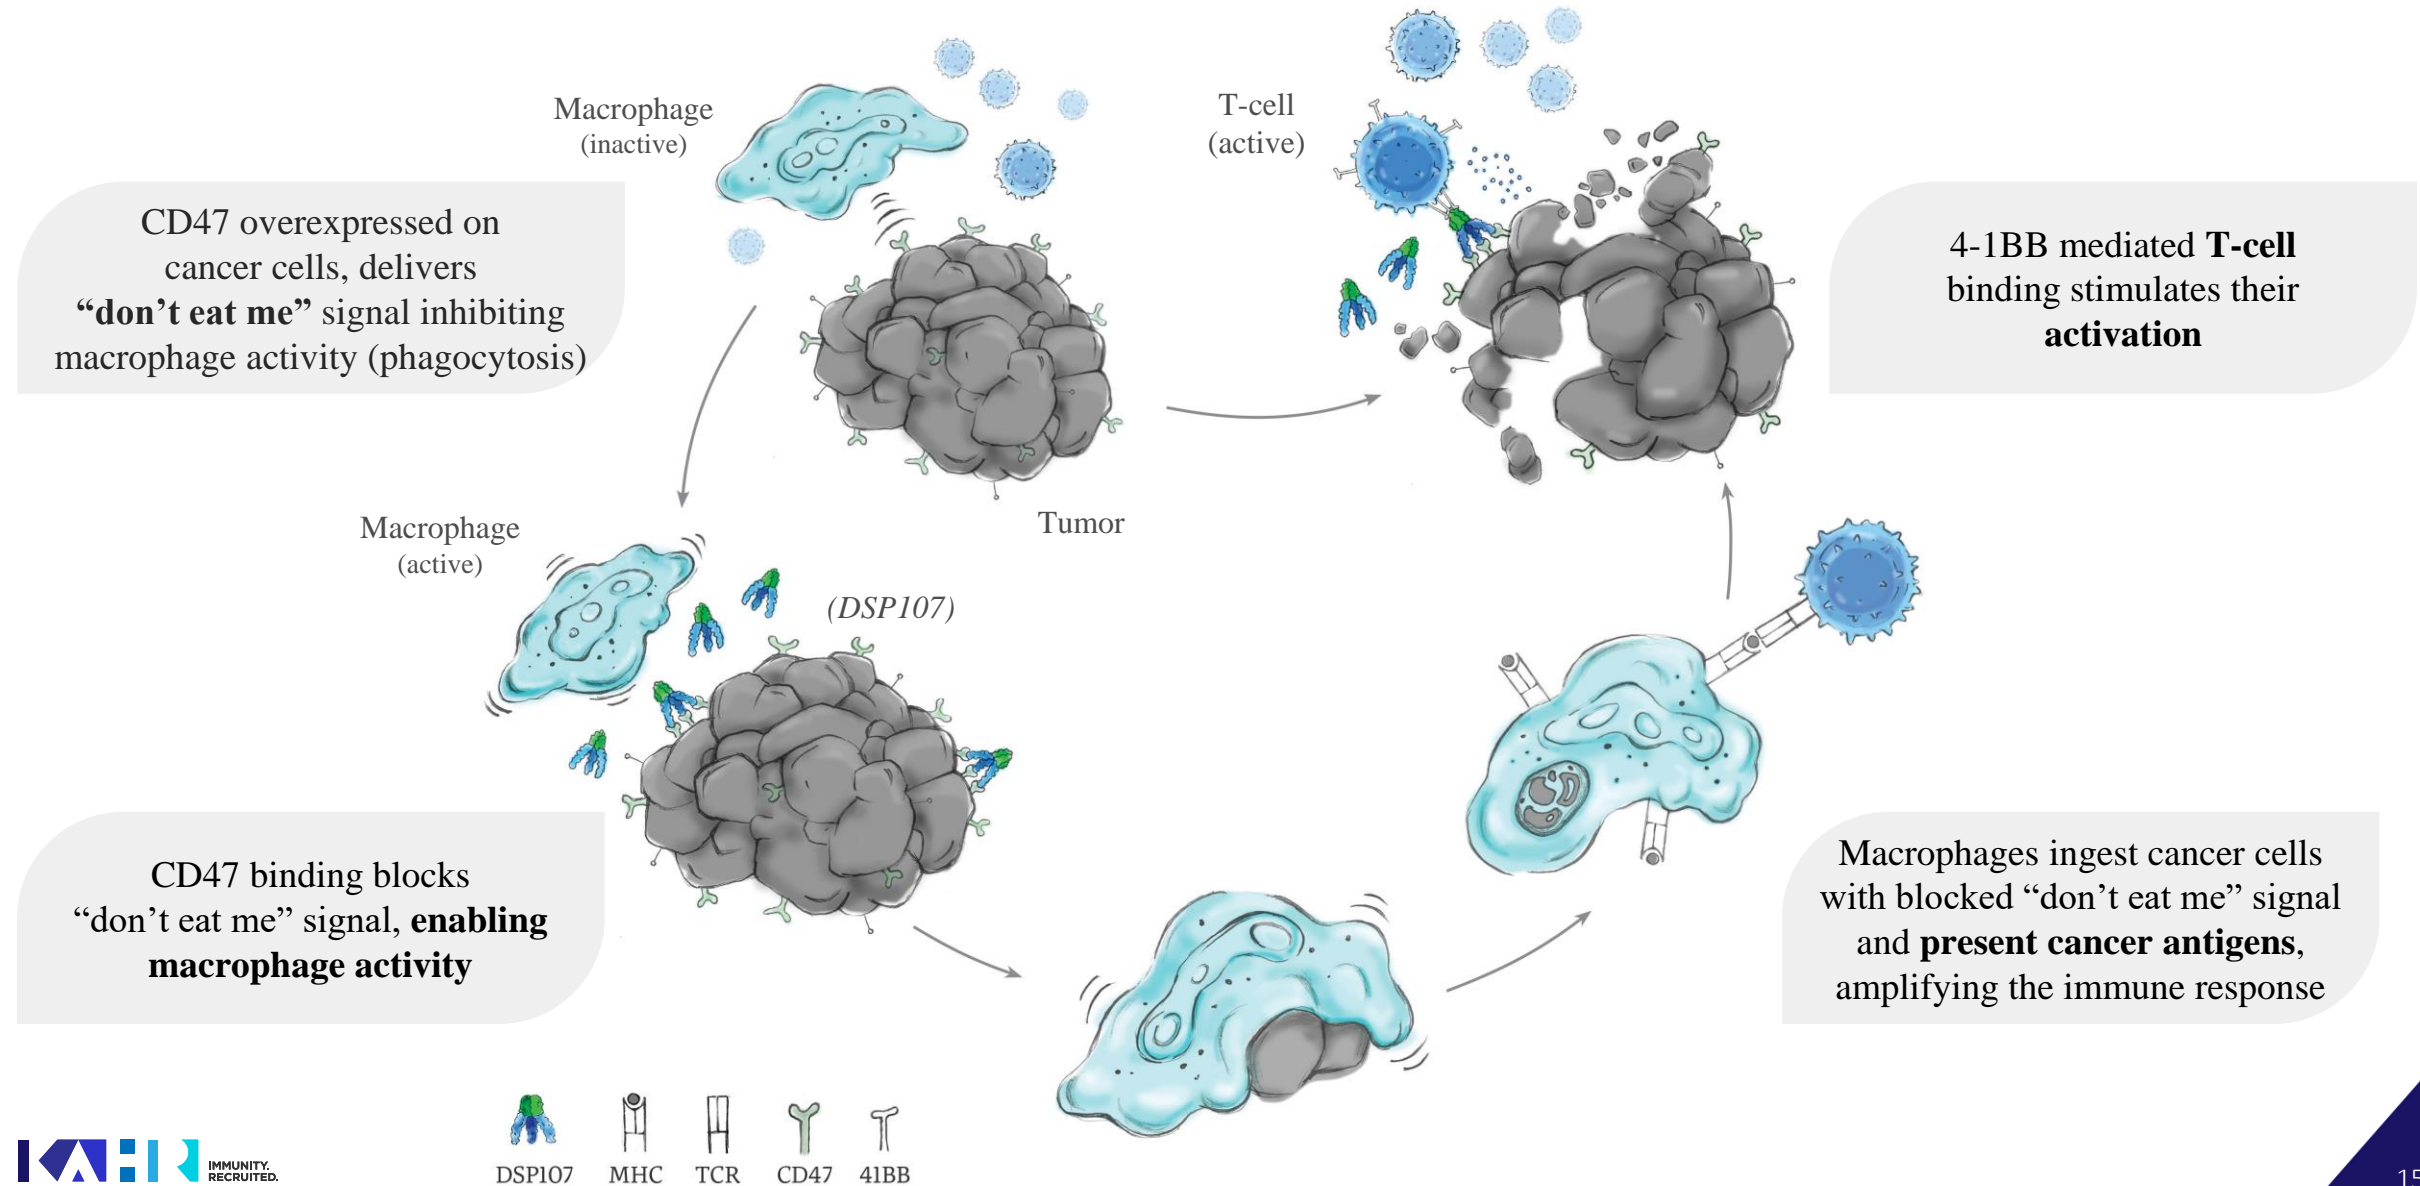 Macrophage
(inactive)
T-cell
(active)
CD47 overexpressed on
cancer cells, delivers
“don’t eat me” signal inhibiting
macrophage activity (phagocytosis)
4-1BB mediated T-cell
binding stimulates their
activation
Macrophage
(active)
Tumor
(DSP107)
CD47 binding blocks
“don’t eat me” signal, enabling
macrophage activity
Macrophages ingest cancer cells
with blocked “don’t eat me” signal
and present cancer antigens,
amplifying the immune response
DSP107
MHC
TCR
CD47
41BB
KAHR
IMMUNITY.
RECRUITED.
15